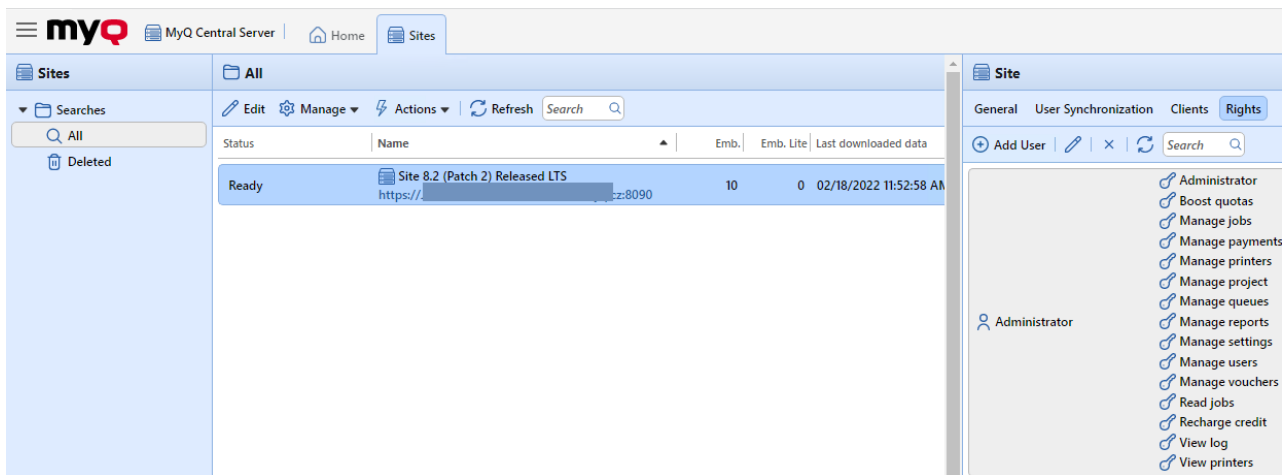 myQ MyQ Central Server Home Sites
Sites
Searches
All
Deleted
All
Edit Manage Actions Refresh Search
Status Name Emb. Emb. Lite Last downloaded data
Ready Site 8.2 (Patch 2) Released LTS 10 0 02/18/2022 11:52:58 AM
https://. cz:8090
Site
General User Synchronization Clients Rights
Add User Search
Administrator
Administrator
Boost quotas
Manage jobs
Manage payments
Manage printers
Manage project
Manage queues
Manage reports
Manage settings
Manage users
Manage vouchers
Read jobs
Recharge credit
View log
View printers